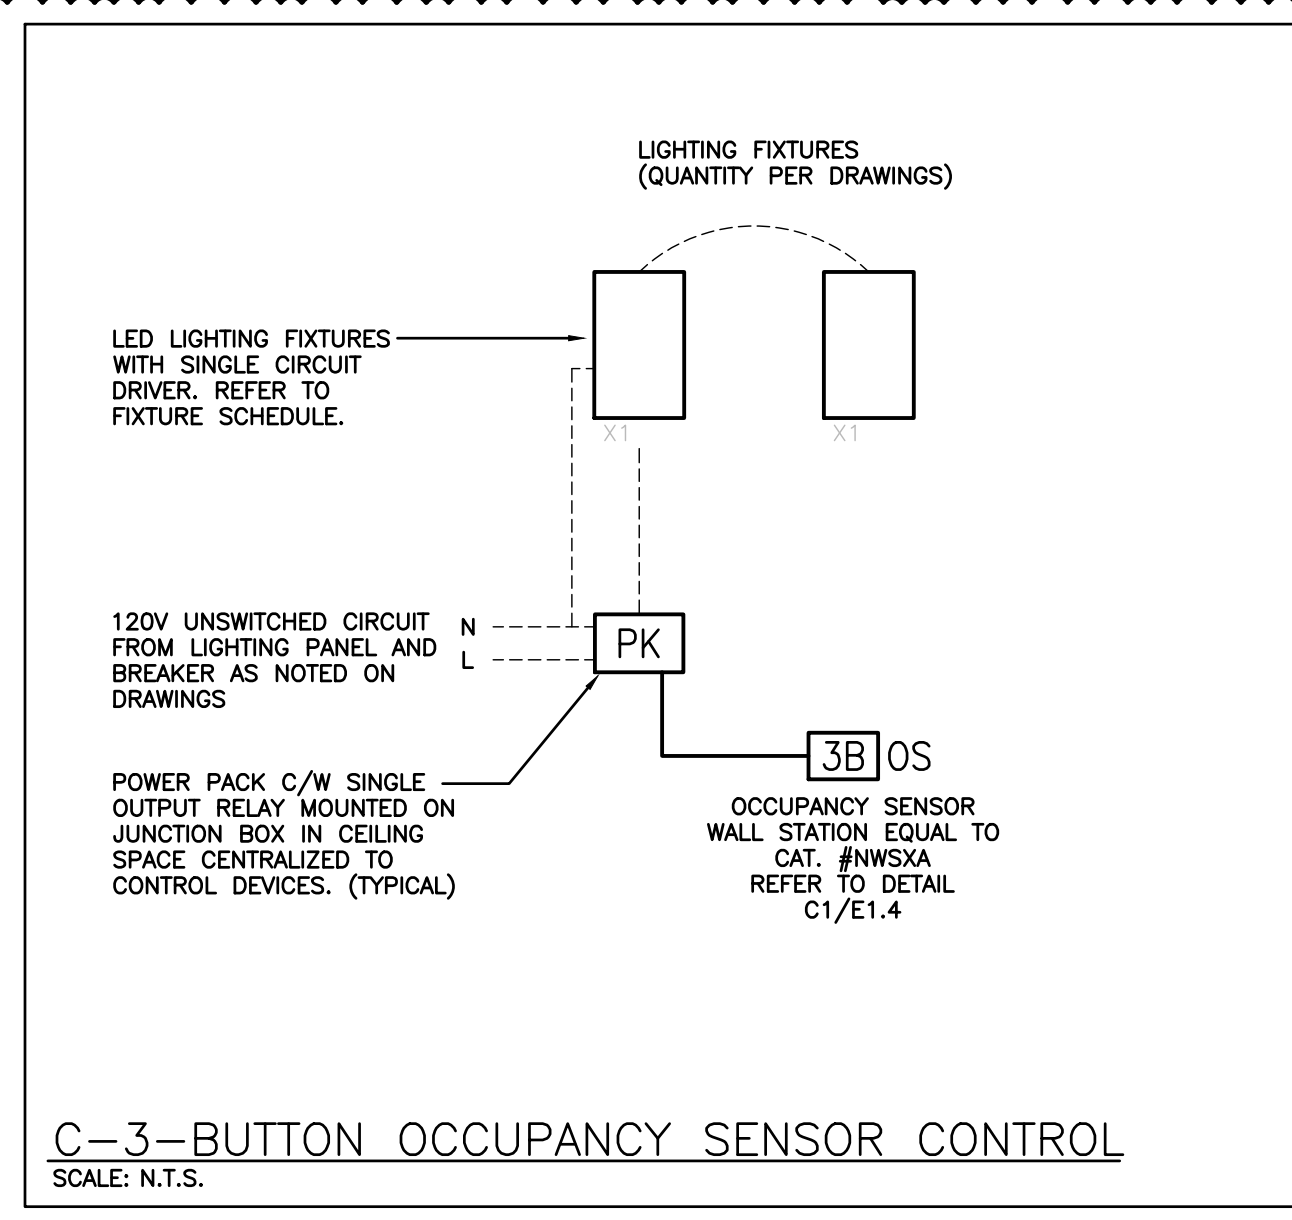 LIGHTING FIXTURES
(QUANTITY PER DRAWINGS)
LED LIGHTING FIXTURES
WITH SINGLE CIRCUIT
DRIVER. REFER TO
FIXTURE SCHEDULE.
X1
X1
120V UNSWITCHED CIRCUIT
FROM LIGHTING PANEL AND
BREAKER AS NOTED ON
DRAWINGS
N
L
PK
POWER PACK C/W SINGLE
OUTPUT RELAY MOUNTED ON
JUNCTION BOX IN CEILING
SPACE CENTRALIZED TO
CONTROL DEVICES. (TYPICAL)
3B OS
OCCUPANCY SENSOR
WALL STATION EQUAL TO
CAT. #NWSXA
REFER TO DETAIL
C1/E1.4
C-3-BUTTON OCCUPANCY SENSOR CONTROL
SCALE: N.T.S.